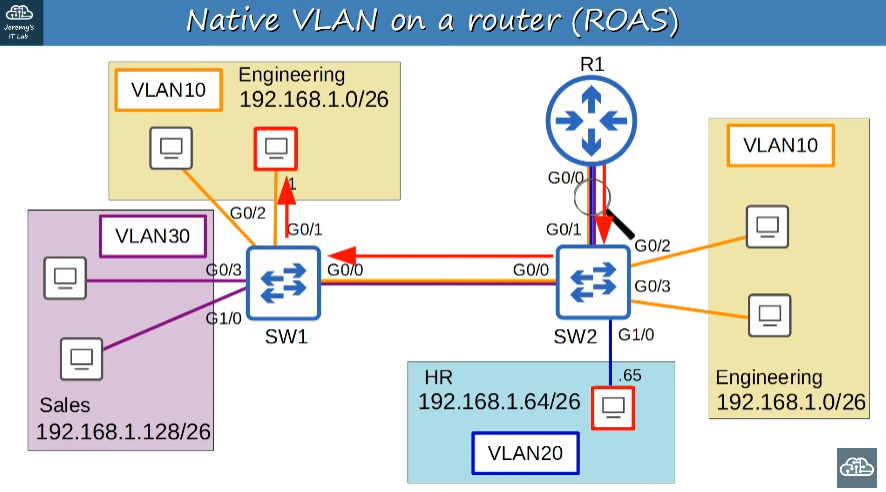 Jeremy's
IT Lab
Native VLAN on a router (ROAS)
Engineering
192.168.1.0/26
VLAN10
R1
VLAN10
G0/0
1
G0/2
G0/1
VLAN30
G0/1
G0/2
G0/3
G0/0
G0/0
G0/3
G1/0
SW1
SW2
G1/0
HR
.65
192.168.1.64/26
VLAN20
Engineering
192.168.1.0/26
Sales
192.168.1.128/26